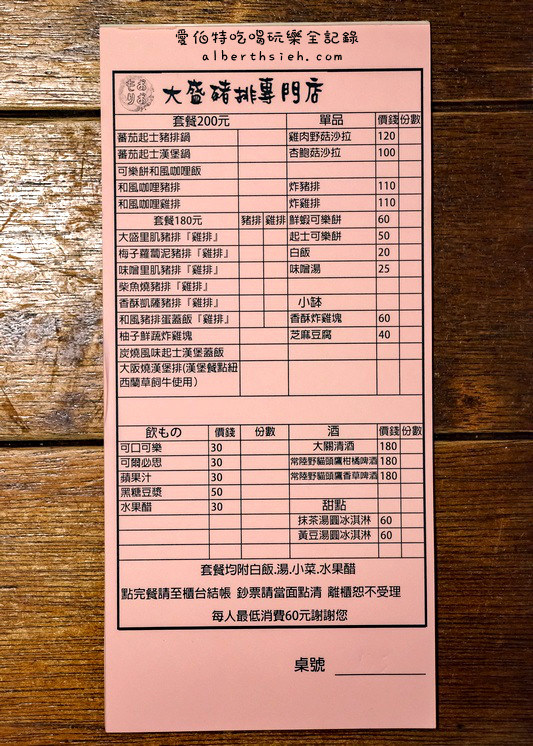 愛伯特吃喝玩樂全記錄
alberthsieh.com
おお
もり
大盛豬排專門店
套餐200元 單品 價錢 份數
蕃茄起士豬排鍋 雞肉野菇沙拉 120
蕃茄起士漢堡鍋 杏鮑菇沙拉 100
可樂餅和風咖哩飯
和風咖哩豬排 炸豬排 110
和風咖哩雞排 炸雞排 110
套餐180元 豬排 雞排 鮮蝦可樂餅 60
大盛里肌豬排『雞排』 起士可樂餅 50
梅子蘿蔔泥豬排『雞排』 白飯 20
味噌里肌豬排『雞排』 味噌湯 25
柴魚燒豬排『雞排』
香酥凱薩豬排『雞排』 小缽
和風豬排蛋蓋飯『雞排』 香酥炸雞塊 60
柚子鮮蔬炸雞塊 芝麻豆腐 40
炭燒風味起士漢堡蓋飯
大阪燒漢堡排(漢堡餐點紐
西蘭草飼牛使用)
飲もの 價錢 份數 酒 價錢 份數
可口可樂 30 大關清酒 180
可爾必思 30 常陸野貓頭鷹柑橘啤酒 180
蘋果汁 30 常陸野貓頭鷹香草啤酒 180
黑糖豆漿 50
水果醋 30 甜點
抹茶湯圓冰淇淋 60
黃豆湯圓冰淇淋 60
套餐均附白飯.湯.小菜.水果醋
點完餐請至櫃台結帳 鈔票請當面點清 離櫃恕不受理
每人最低消費60元謝謝您
桌號